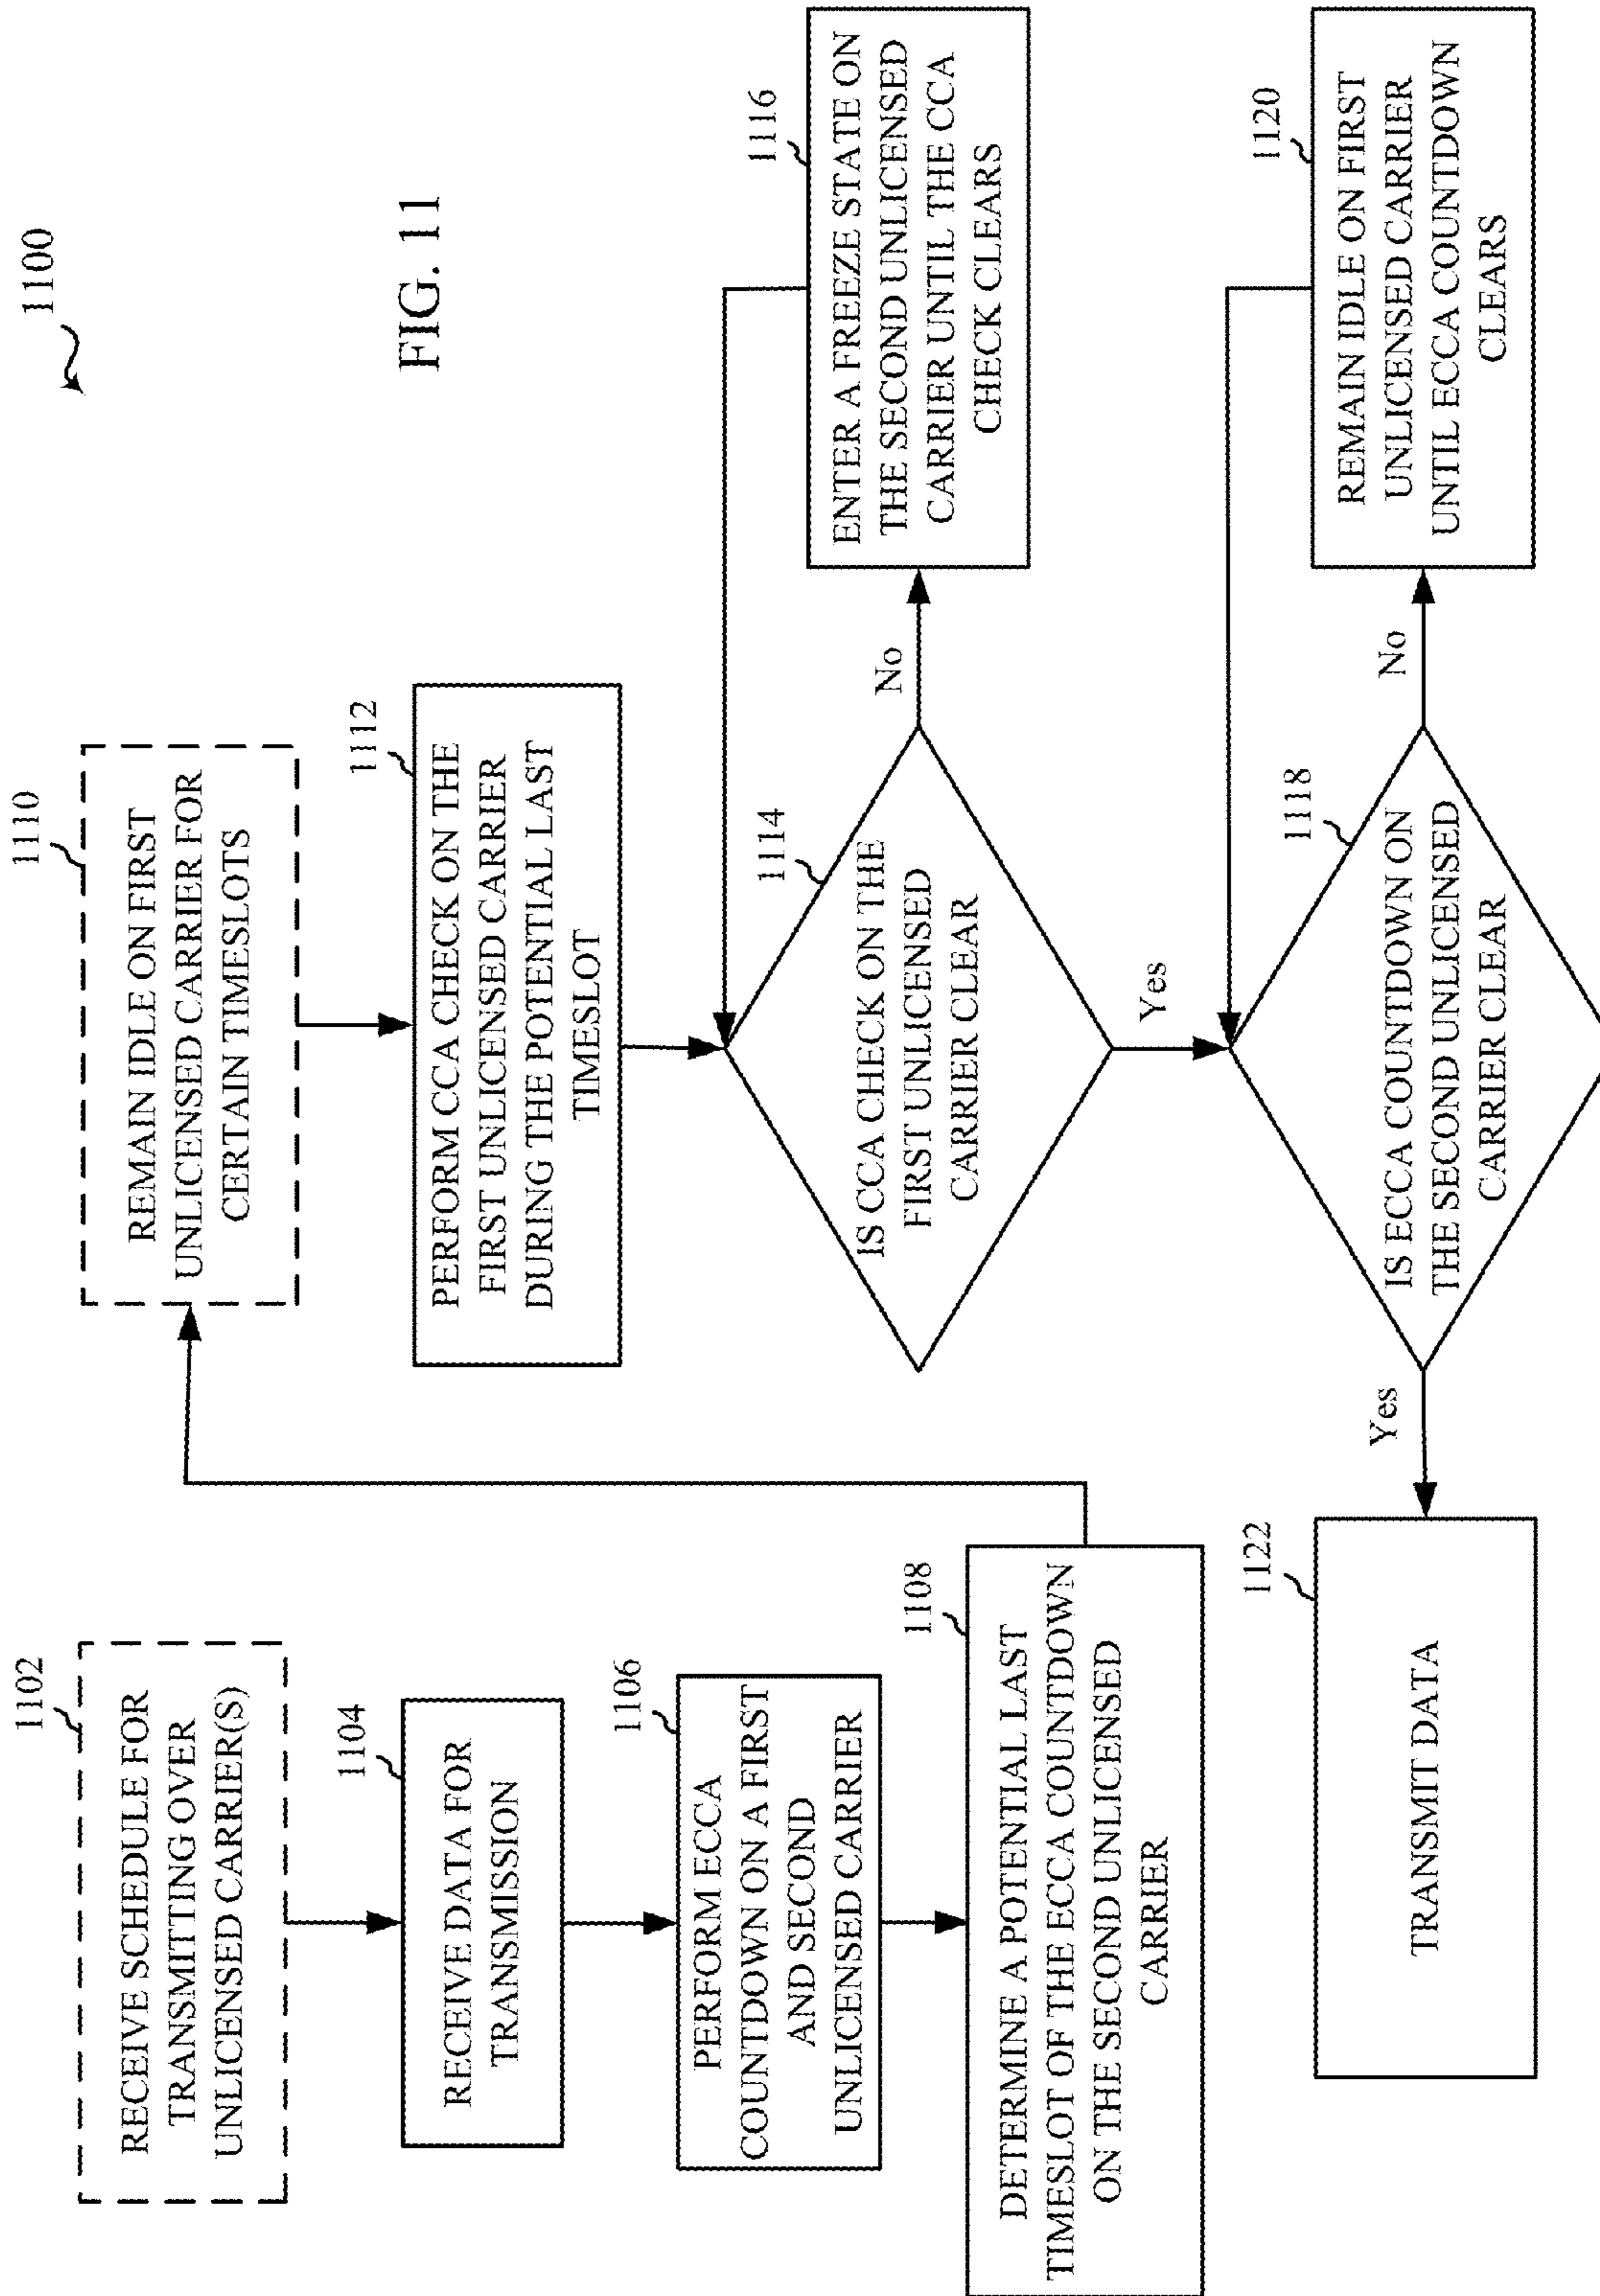 1100
FIG. 11
1102
RECEIVE SCHEDULE FOR
TRANSMITTING OVER
UNLICENSED CARRIER(S)
1104
RECEIVE DATA FOR
TRANSMISSION
1106
PERFORM ECCA
COUNTDOWN ON A FIRST
AND SECOND
UNLICENSED CARRIER
1108
DETERMINE A POTENTIAL LAST
TIMESLOT OF THE ECCA COUNTDOWN
ON THE SECOND UNLICENSED
CARRIER
1110
REMAIN IDLE ON FIRST
UNLICENSED CARRIER FOR
CERTAIN TIMESLOTS
1112
PERFORM CCA CHECK ON THE
FIRST UNLICENSED CARRIER
DURING THE POTENTIAL LAST
TIMESLOT
1114
IS CCA CHECK ON THE
FIRST UNLICENSED
CARRIER CLEAR
No
1116
ENTER A FREEZE STATE ON
THE SECOND UNLICENSED
CARRIER UNTIL THE CCA
CHECK CLEARS
Yes
1118
IS ECCA COUNTDOWN ON
THE SECOND UNLICENSED
CARRIER CLEAR
No
1120
REMAIN IDLE ON FIRST
UNLICENSED CARRIER
UNTIL ECCA COUNTDOWN
CLEARS
Yes
1122
TRANSMIT DATA